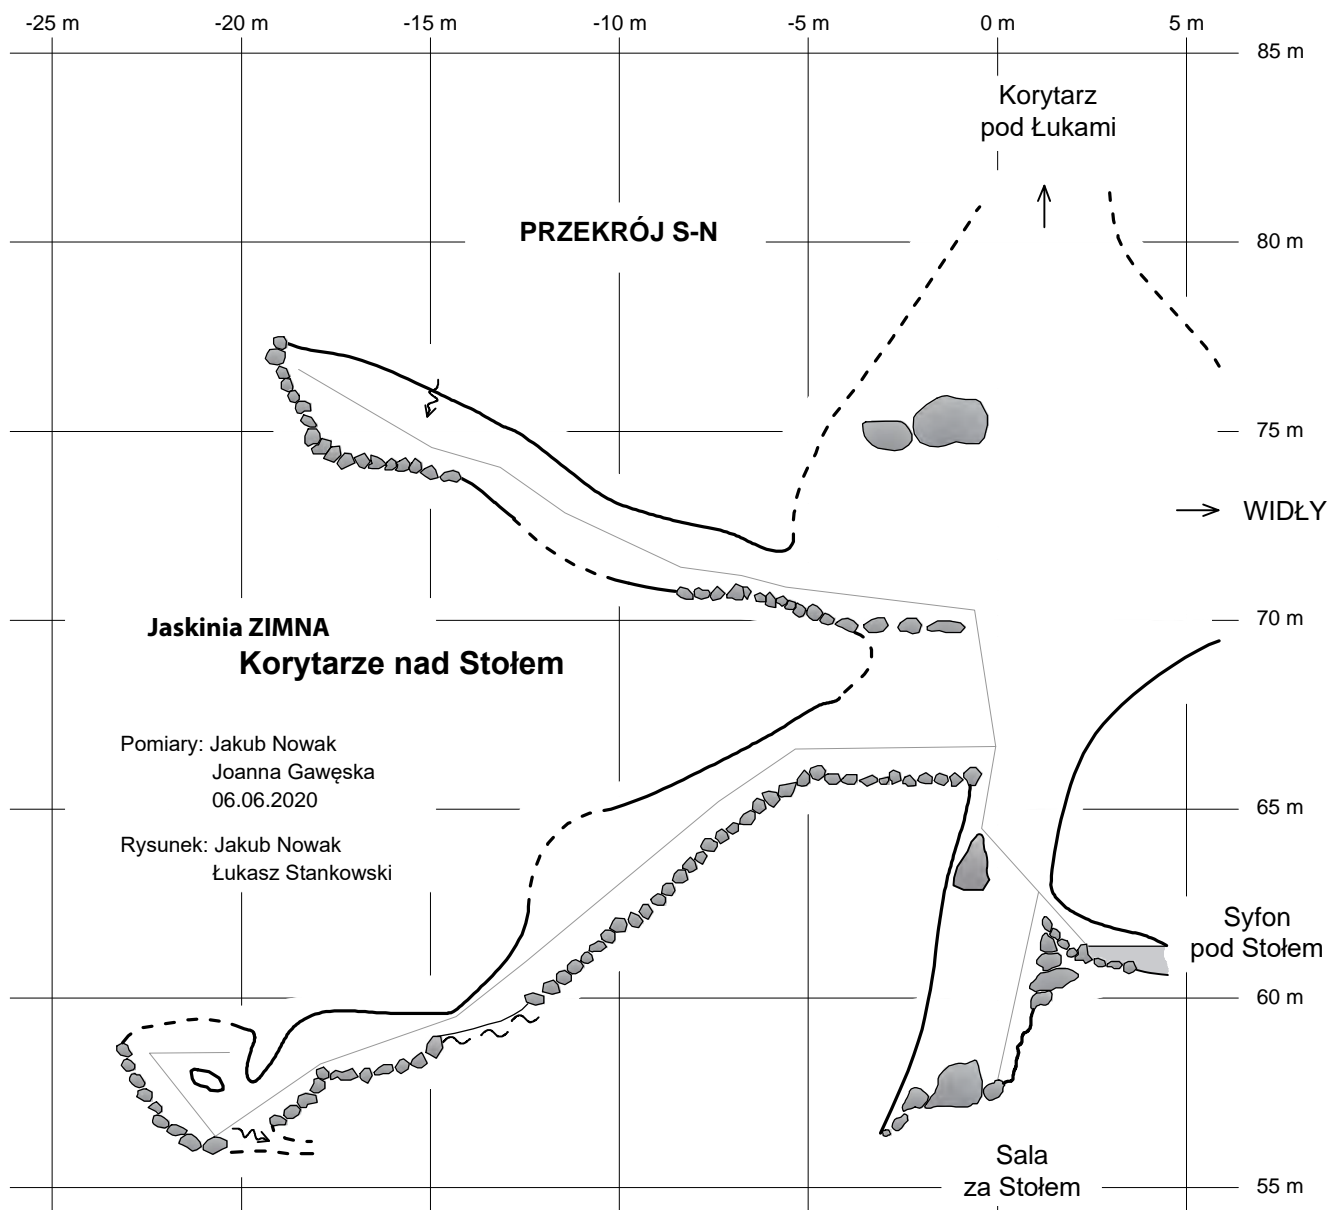 -25 m -20 m -15 m -10 m -5 m 0 m 5 m
85 m
Korytarz
pod Łukami
PRZEKRÓJ S-N
80 m
75 m
WIDŁY
70 m
Jaskinia ZIMNA
Korytarze nad Stołem
Pomiary: Jakub Nowak
Joanna Gawęska
06.06.2020
65 m
Rysunek: Jakub Nowak
Łukasz Stankowski
Syfon
pod Stołem
60 m
Sala
za Stołem
55 m